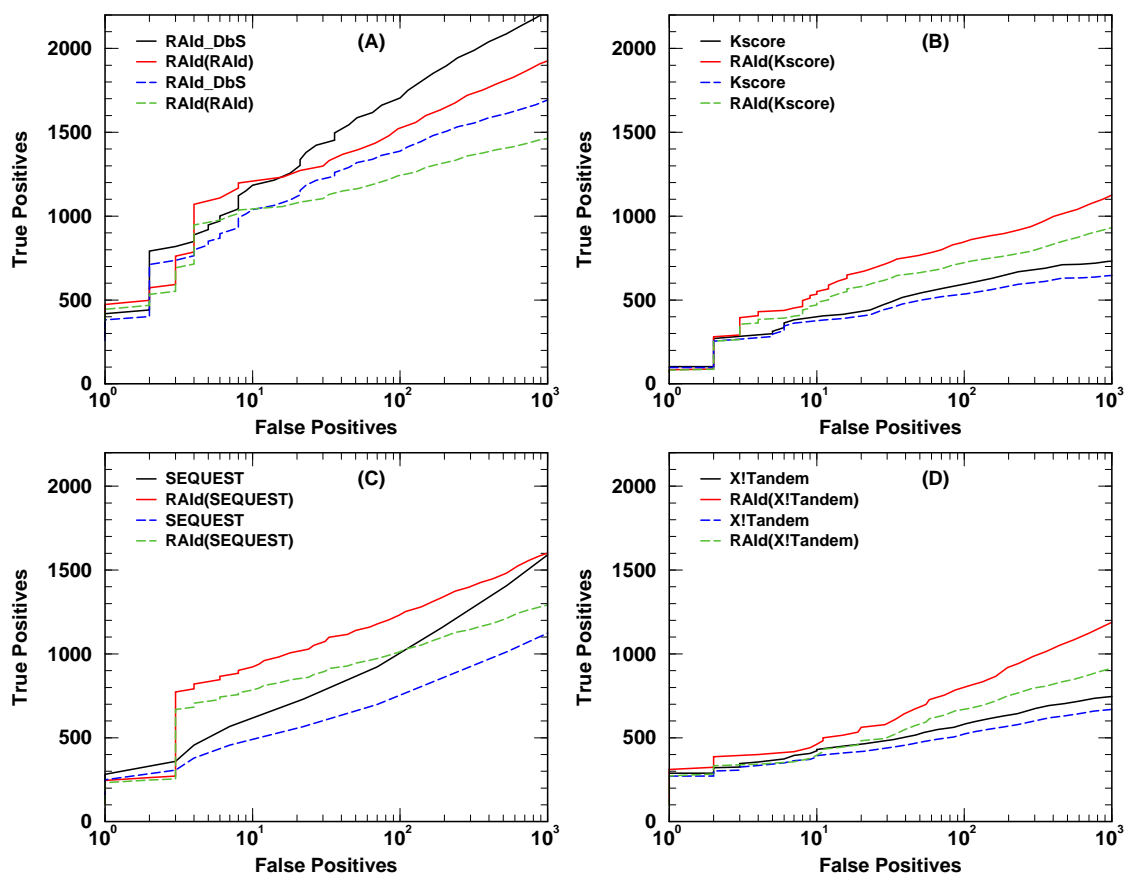 (A)
RAId_DbS
RAId(RAId)
RAId_DbS
RAId(RAId)
True Positives
2000
1500
1000
500
0
10^0 10^1 10^2 10^3
False Positives
(B)
Kscore
RAId(Kscore)
Kscore
RAId(Kscore)
True Positives
2000
1500
1000
500
0
10^0 10^1 10^2 10^3
False Positives
(C)
SEQUEST
RAId(SEQUEST)
SEQUEST
RAId(SEQUEST)
True Positives
2000
1500
1000
500
0
10^0 10^1 10^2 10^3
False Positives
(D)
X!Tandem
RAId(X!Tandem)
X!Tandem
RAId(X!Tandem)
True Positives
2000
1500
1000
500
0
10^0 10^1 10^2 10^3
False Positives